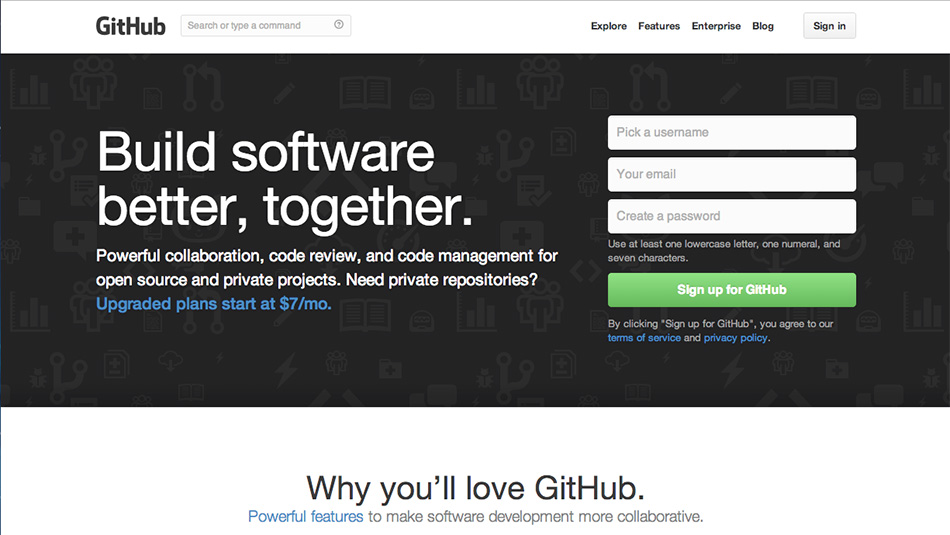 GitHub
Search or type a command
Explore Features Enterprise Blog
Sign in
Build software
better, together.
Powerful collaboration, code review, and code management for
open source and private projects. Need private repositories?
Upgraded plans start at $7/mo.
Pick a username
Your email
Create a password
Use at least one lowercase letter, one numeral, and
seven characters.
Sign up for GitHub
By clicking "Sign up for GitHub", you agree to our
terms of service and privacy policy.
Why you’ll love GitHub.
Powerful features to make software development more collaborative.